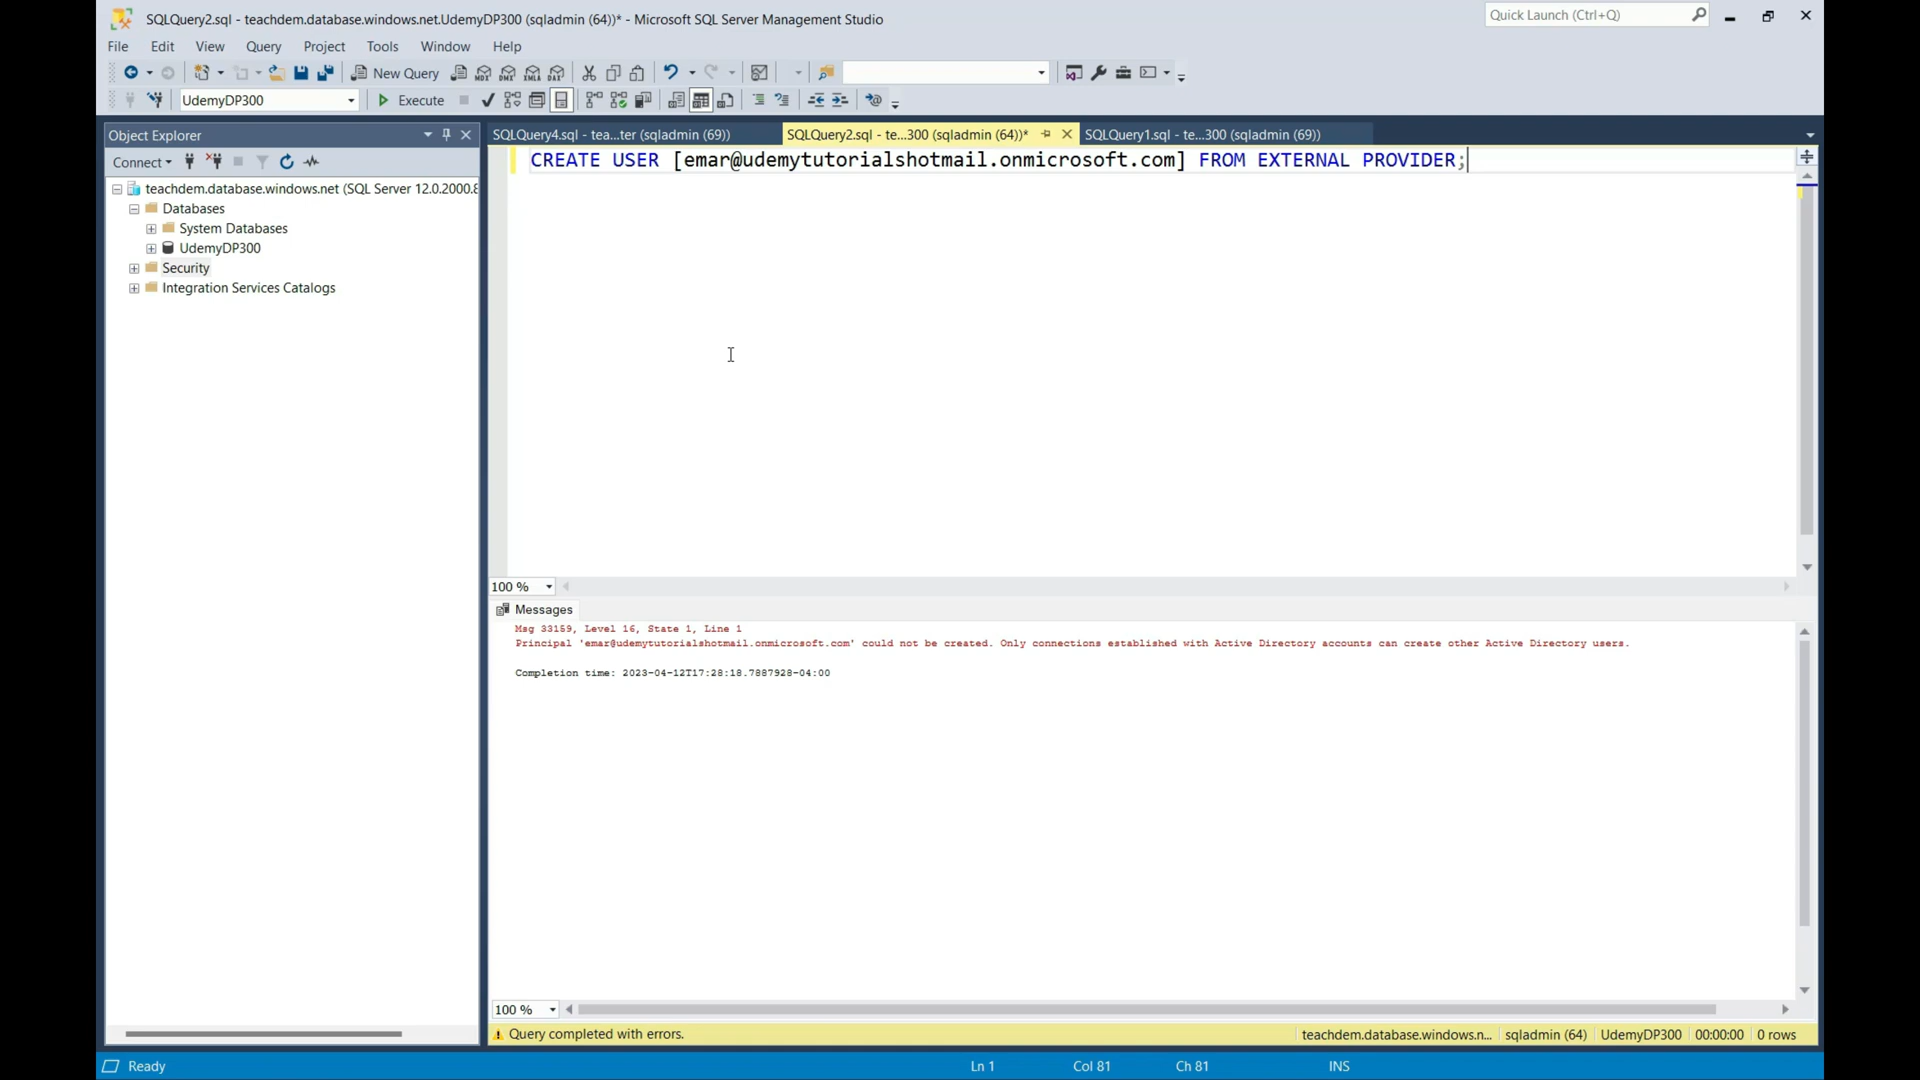 SQLQuery2.sql - teachdem.database.windows.net.UdemyDP300 (sqladmin (64))* - Microsoft SQL Server Management Studio
Quick Launch (Ctrl+Q)
File Edit View Query Project Tools Window Help
New Query
UdemyDP300 Execute
Object Explorer
SQLQuery4.sql - tea...ter (sqladmin (69)) SQLQuery2.sql - te...300 (sqladmin (64))* SQLQuery1.sql - te...300 (sqladmin (69))
Connect
CREATE USER [emar@udemytutorialshotmail.onmicrosoft.com] FROM EXTERNAL PROVIDER;
teachdem.database.windows.net (SQL Server 12.0.2000.8
Databases
System Databases
UdemyDP300
Security
Integration Services Catalogs
100 %
Messages
Msg 33159, Level 16, State 1, Line 1
Principal 'emar@udemytutorialshotmail.onmicrosoft.com' could not be created. Only connections established with Active Directory accounts can create other Active Directory users.
Completion time: 2023-04-12T17:28:18.7887928-04:00
100 %
Query completed with errors. teachdem.database.windows.n... sqladmin (64) UdemyDP300 00:00:00 0 rows
Ready Ln 1 Col 81 Ch 81 INS